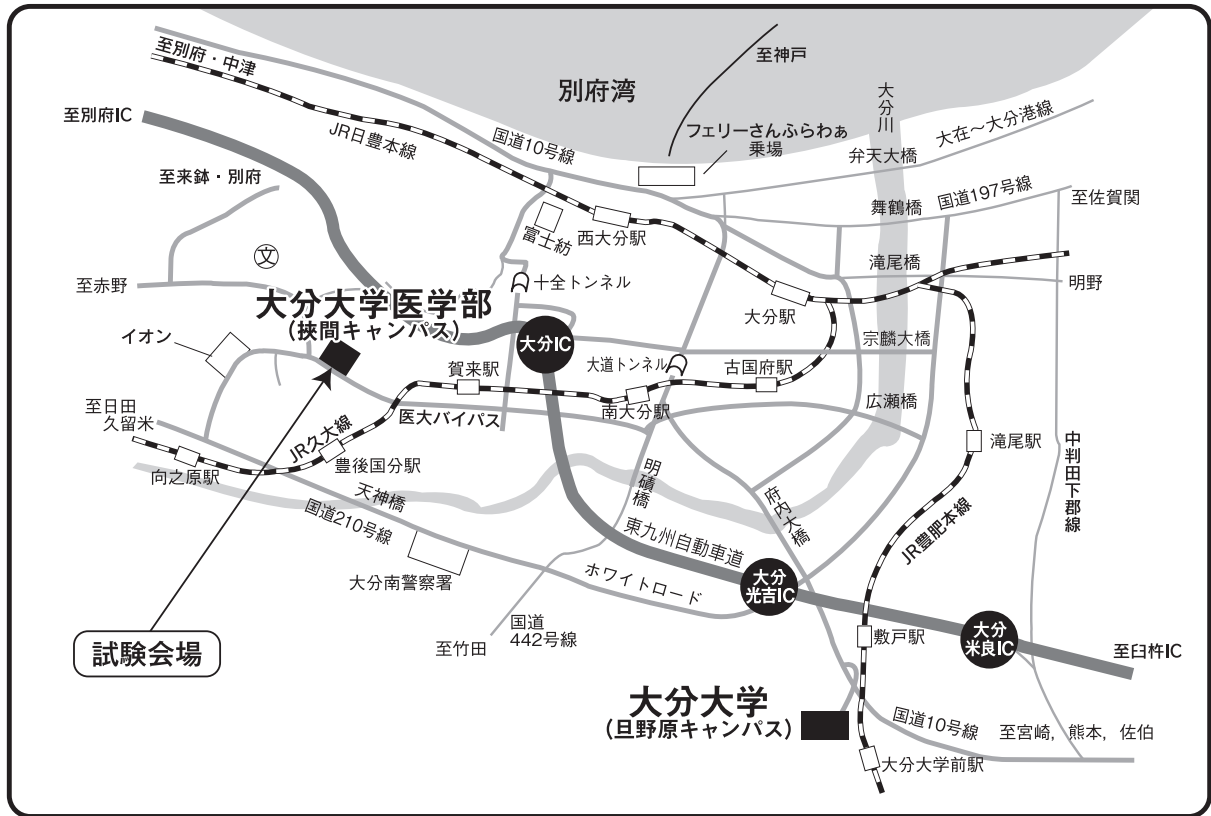 至別府・中津
至神戸
別府湾
大分川
至別府IC
JR日豊本線
国道10号線
フェリーさんふらわぁ
乗場
大在～大分港線
弁天大橋
至来鉢・別府
国道197号線
舞鶴橋
至佐賀関
富士紡
西大分駅
文
滝尾橋
至赤野
十全トンネル
明野
大分大学医学部
(挾間キャンパス)
大分駅
大分IC
宗麟大橋
イオン
賀来駅
大道トンネル
古国府駅
至日田
久留米
医大バイパス
南大分駅
広瀬橋
JR久大線
滝尾駅
中判田下郡線
向之原駅
豊後国分駅
明磧橋
府内大橋
天神橋
国道210号線
東九州自動車道
JR豊肥本線
大分南警察署
ホワイトロード
大分
光吉IC
国道
442号線
至竹田
敷戸駅
大分
米良IC
至臼杵IC
試験会場
大分大学
(旦野原キャンパス)
国道10号線
至宮崎，熊本，佐伯
大分大学前駅